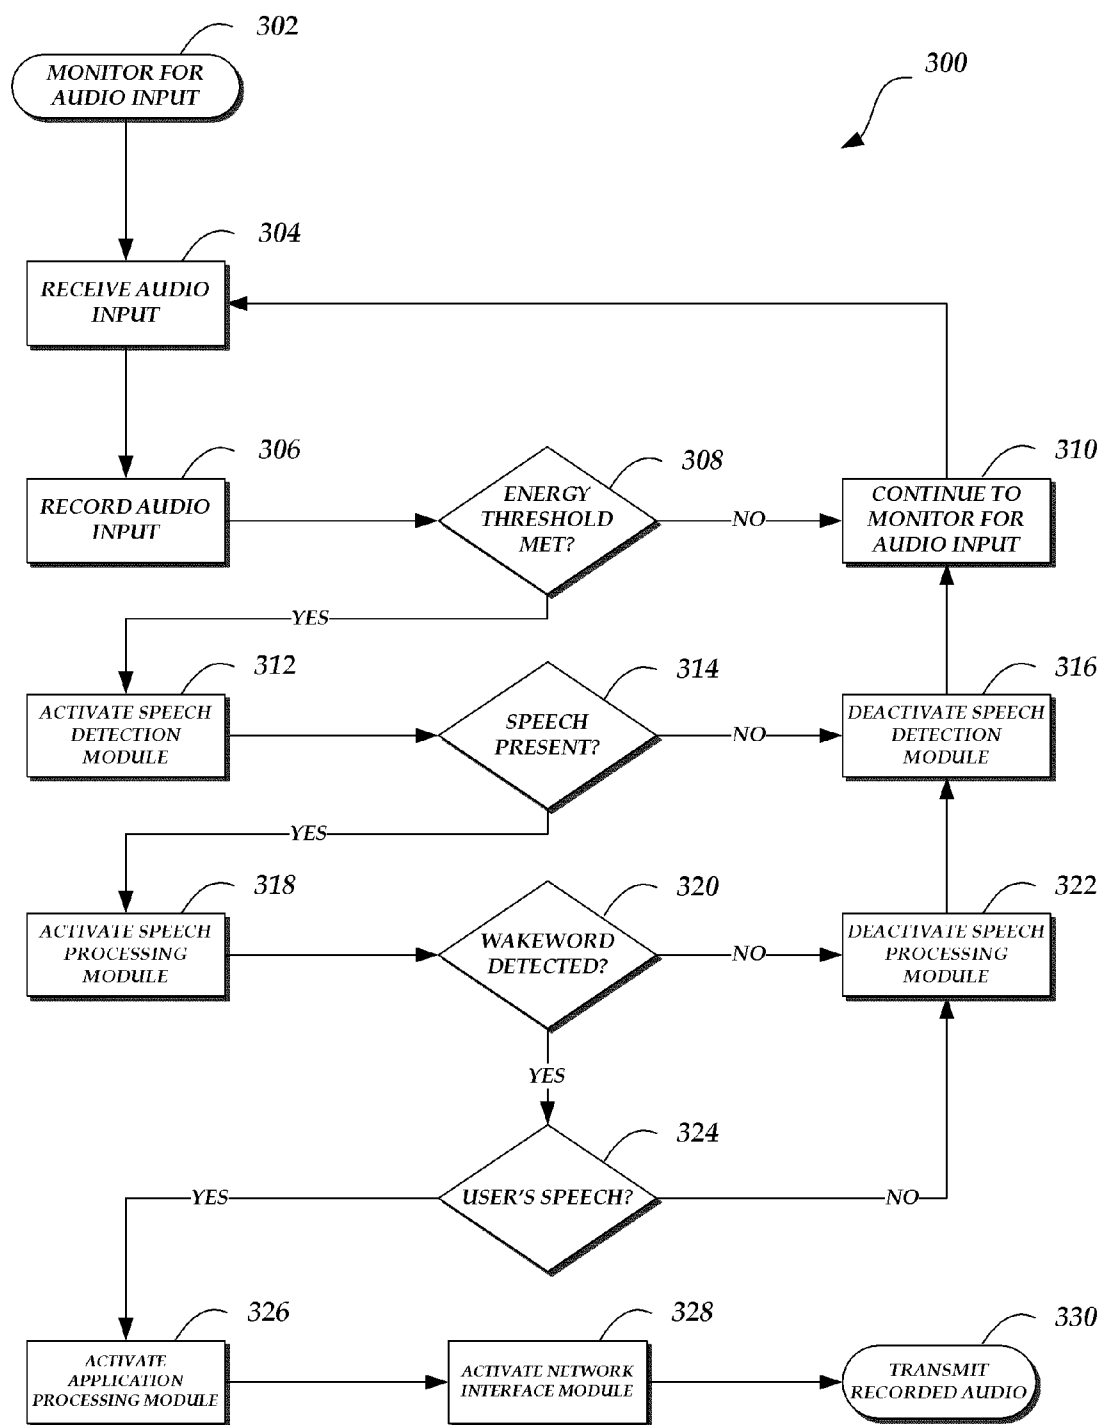 302
MONITOR FOR
AUDIO INPUT
300
304
RECEIVE AUDIO
INPUT
306
RECORD AUDIO
INPUT
308
ENERGY
THRESHOLD
MET?
NO
310
CONTINUE TO
MONITOR FOR
AUDIO INPUT
YES
312
ACTIVATE SPEECH
DETECTION
MODULE
314
SPEECH
PRESENT?
NO
316
DEACTIVATE SPEECH
DETECTION
MODULE
YES
318
ACTIVATE SPEECH
PROCESSING
MODULE
320
WAKEWORD
DETECTED?
NO
322
DEACTIVATE SPEECH
PROCESSING
MODULE
YES
324
USER'S SPEECH?
YES
NO
326
ACTIVATE
APPLICATION
PROCESSING MODULE
328
ACTIVATE NETWORK
INTERFACE MODULE
330
TRANSMIT
RECORDED AUDIO